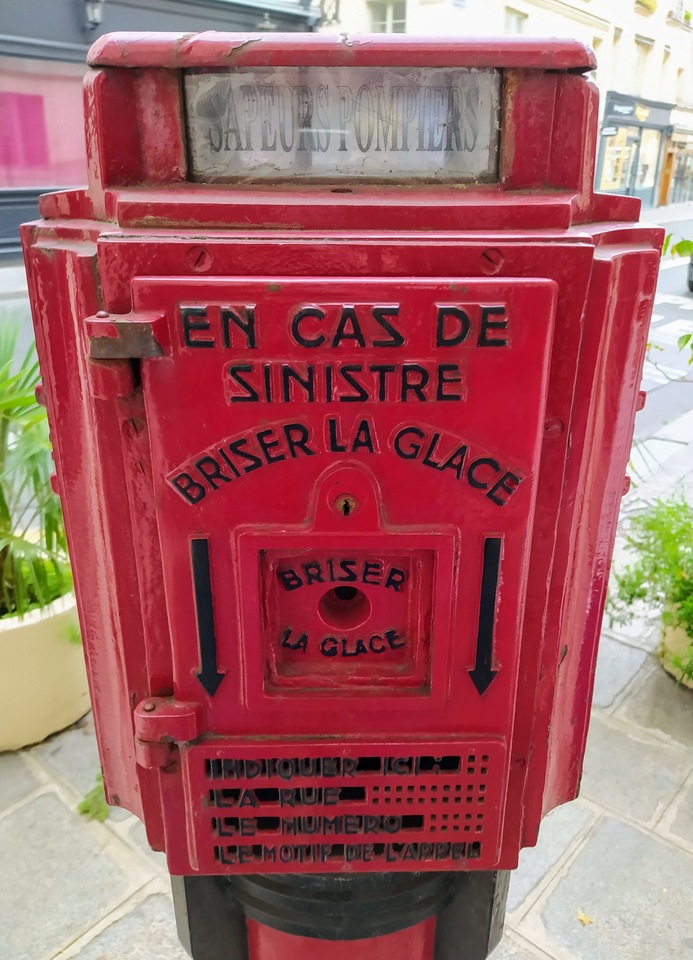 SAPEURS POMPIERS
EN CAS DE
SINISTRE
BRISER LA GLACE
BRISER
LA GLACE
INDIQUER ICI :
LA RUE
LE NUMERO
LE MOTIF DE L'APPEL